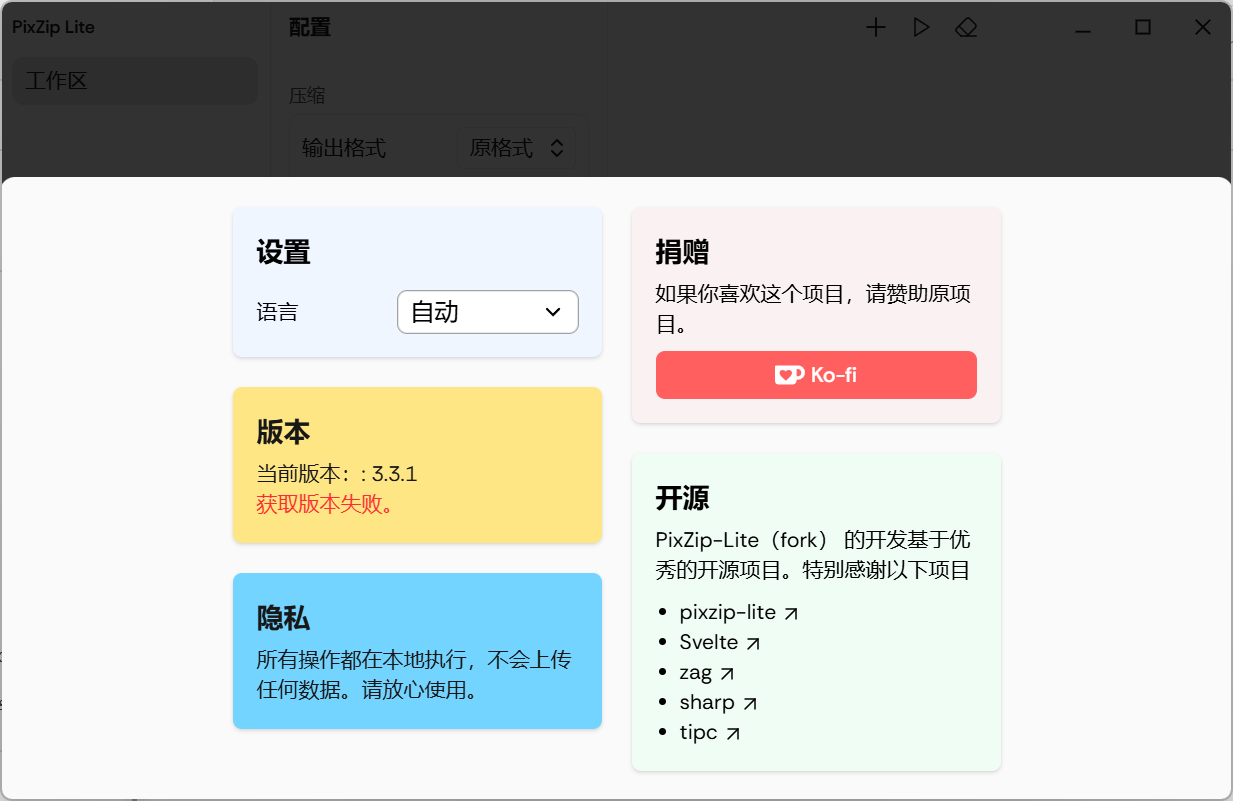 PixZip Lite
配置
工作区
压缩
输出格式
原格式
设置
语言
自动
版本
当前版本：: 3.3.1
获取版本失败。
隐私
所有操作都在本地执行，不会上传
任何数据。请放心使用。
捐赠
如果你喜欢这个项目，请赞助原项
目。
Ko-fi
开源
PixZip-Lite（fork） 的开发基于优
秀的开源项目。特别感谢以下项目
pixzip-lite
Svelte
zag
sharp
tipc